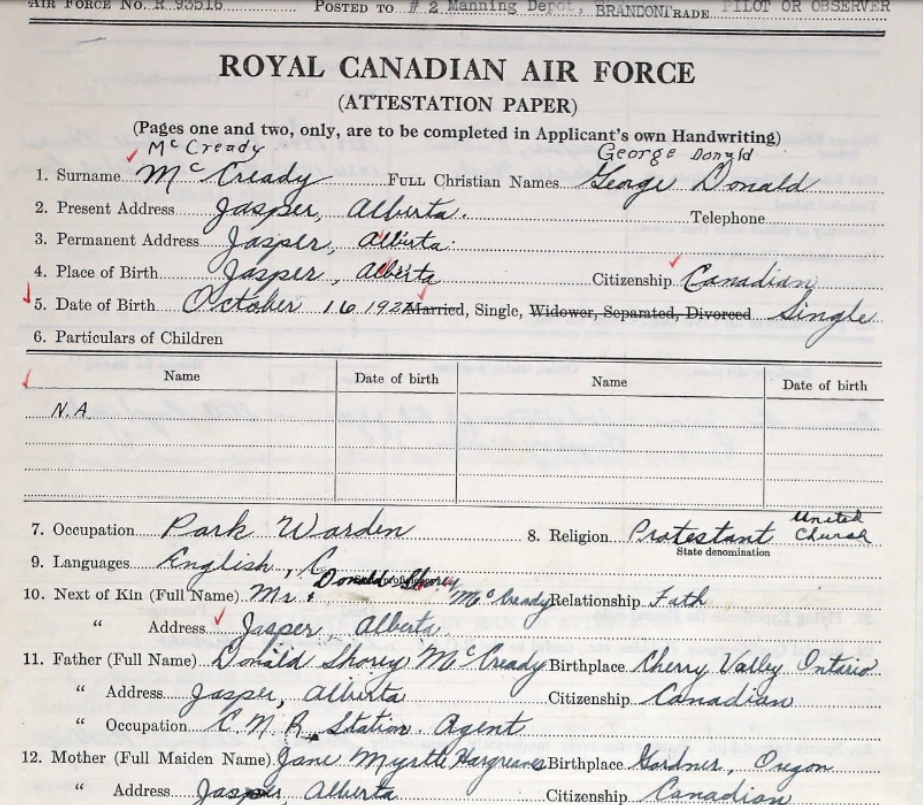 AIR FORCE NO. R 93516 POSTED TO # 2 Manning Depot, BRANDON TRADE PILOT OR OBSERVER
ROYAL CANADIAN AIR FORCE
(ATTESTATION PAPER)
(Pages one and two, only, are to be completed in Applicant's own Handwriting)
McCready George Donald
1. Surname McCready FULL Christian Names George Donald
2. Present Address Jasper, Alberta. Telephone
3. Permanent Address Jasper, Alberta.
4. Place of Birth Jasper, Alberta Citizenship Canadian
5. Date of Birth October 16 Married, Single, Widower, Separated, Divorced Single
6. Particulars of Children
Name Date of birth Name Date of birth
N.A.
7. Occupation Park Warden 8. Religion Protestant United Church
State denomination
9. Languages English,
10. Next of Kin (Full Name) Mr. Donald Shorey McCready Relationship Fath
" Address Jasper, Alberta.
11. Father (Full Name) Donald Shorey McCready Birthplace Cherry Valley Ontario
" Address Jasper, Alberta Citizenship Canadian
" Occupation C.N.R. Station Agent
12. Mother (Full Maiden Name) Jane Myrtle Hargreaves Birthplace Gardner, Oregon
" Address Jasper Alberta Citizenship Canadian